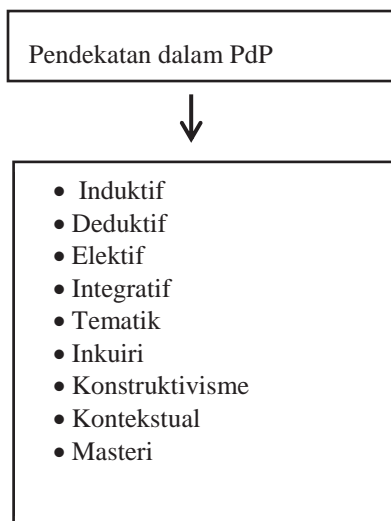 Pendekatan dalam PdP
• Induktif
• Deduktif
• Elektif
• Integratif
• Tematik
• Inkuiri
• Konstruktivisme
• Kontekstual
• Masteri